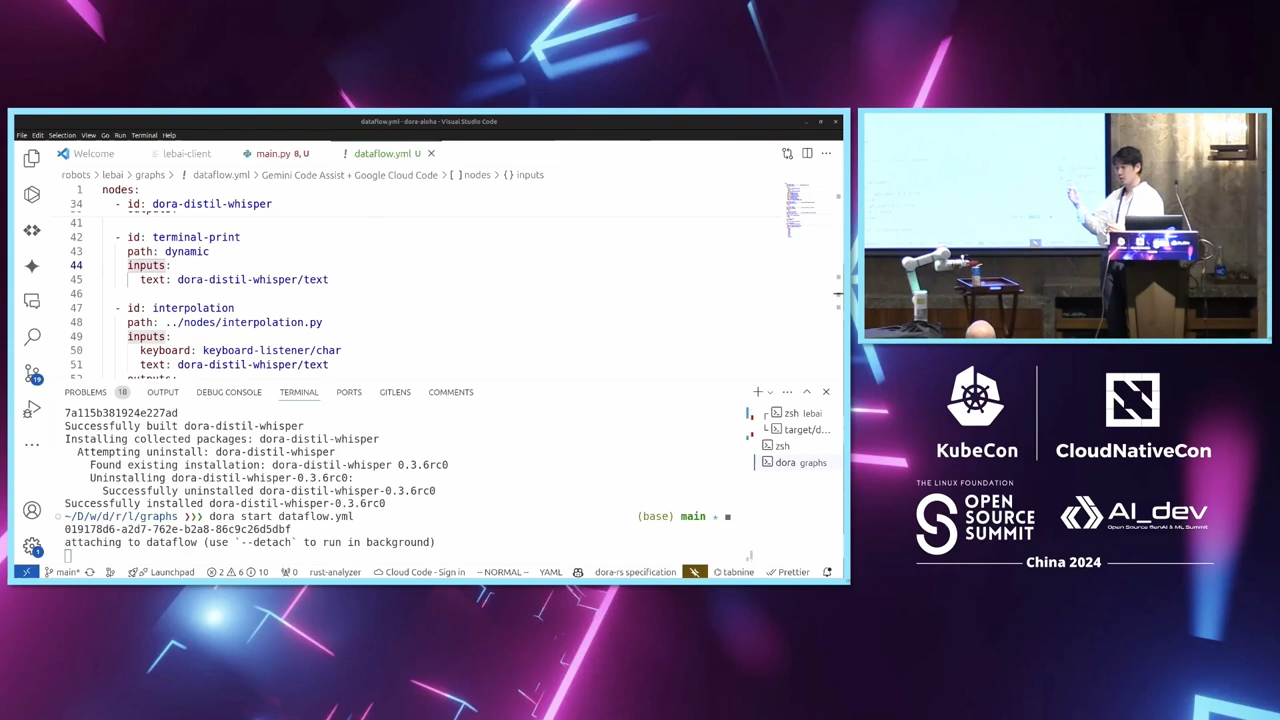 dataflow.yml - dora-aloha - Visual Studio Code
File Edit Selection View Go Run Terminal Help
Welcome lebai-client main.py 8, U ! dataflow.yml U
robots > lebai > graphs > ! dataflow.yml > Gemini Code Assist + Google Cloud Code > [ ] nodes > {} inputs
1 nodes:
34 - id: dora-distil-whisper
41
42 - id: terminal-print
43 path: dynamic
44 inputs:
45 text: dora-distil-whisper/text
46
47 - id: interpolation
48 path: ../nodes/interpolation.py
49 inputs:
50 keyboard: keyboard-listener/char
51 text: dora-distil-whisper/text
PROBLEMS 18 OUTPUT DEBUG CONSOLE TERMINAL PORTS GITLENS COMMENTS
7a115b381924e227ad
Successfully built dora-distil-whisper
Installing collected packages: dora-distil-whisper
Attempting uninstall: dora-distil-whisper
Found existing installation: dora-distil-whisper 0.3.6rc0
Uninstalling dora-distil-whisper-0.3.6rc0:
Successfully uninstalled dora-distil-whisper-0.3.6rc0
Successfully installed dora-distil-whisper-0.3.6rc0
~/D/w/d/r/l/graphs ❯❯❯ dora start dataflow.yml (base) main
019178d6-a2d7-762e-b2a8-86c9c26d5dbf
attaching to dataflow (use `--detach` to run in background)
zsh lebai
target/d...
zsh
dora graphs
19
1
main* Launchpad 2 6 10 0 rust-analyzer Cloud Code - Sign in -- NORMAL -- YAML dora-rs specification tabnine Prettier
KubeCon
CloudNativeCon
THE LINUX FOUNDATION
OPEN
SOURCE
SUMMIT
AI_dev
Open Source GenAI & ML Summit
China 2024